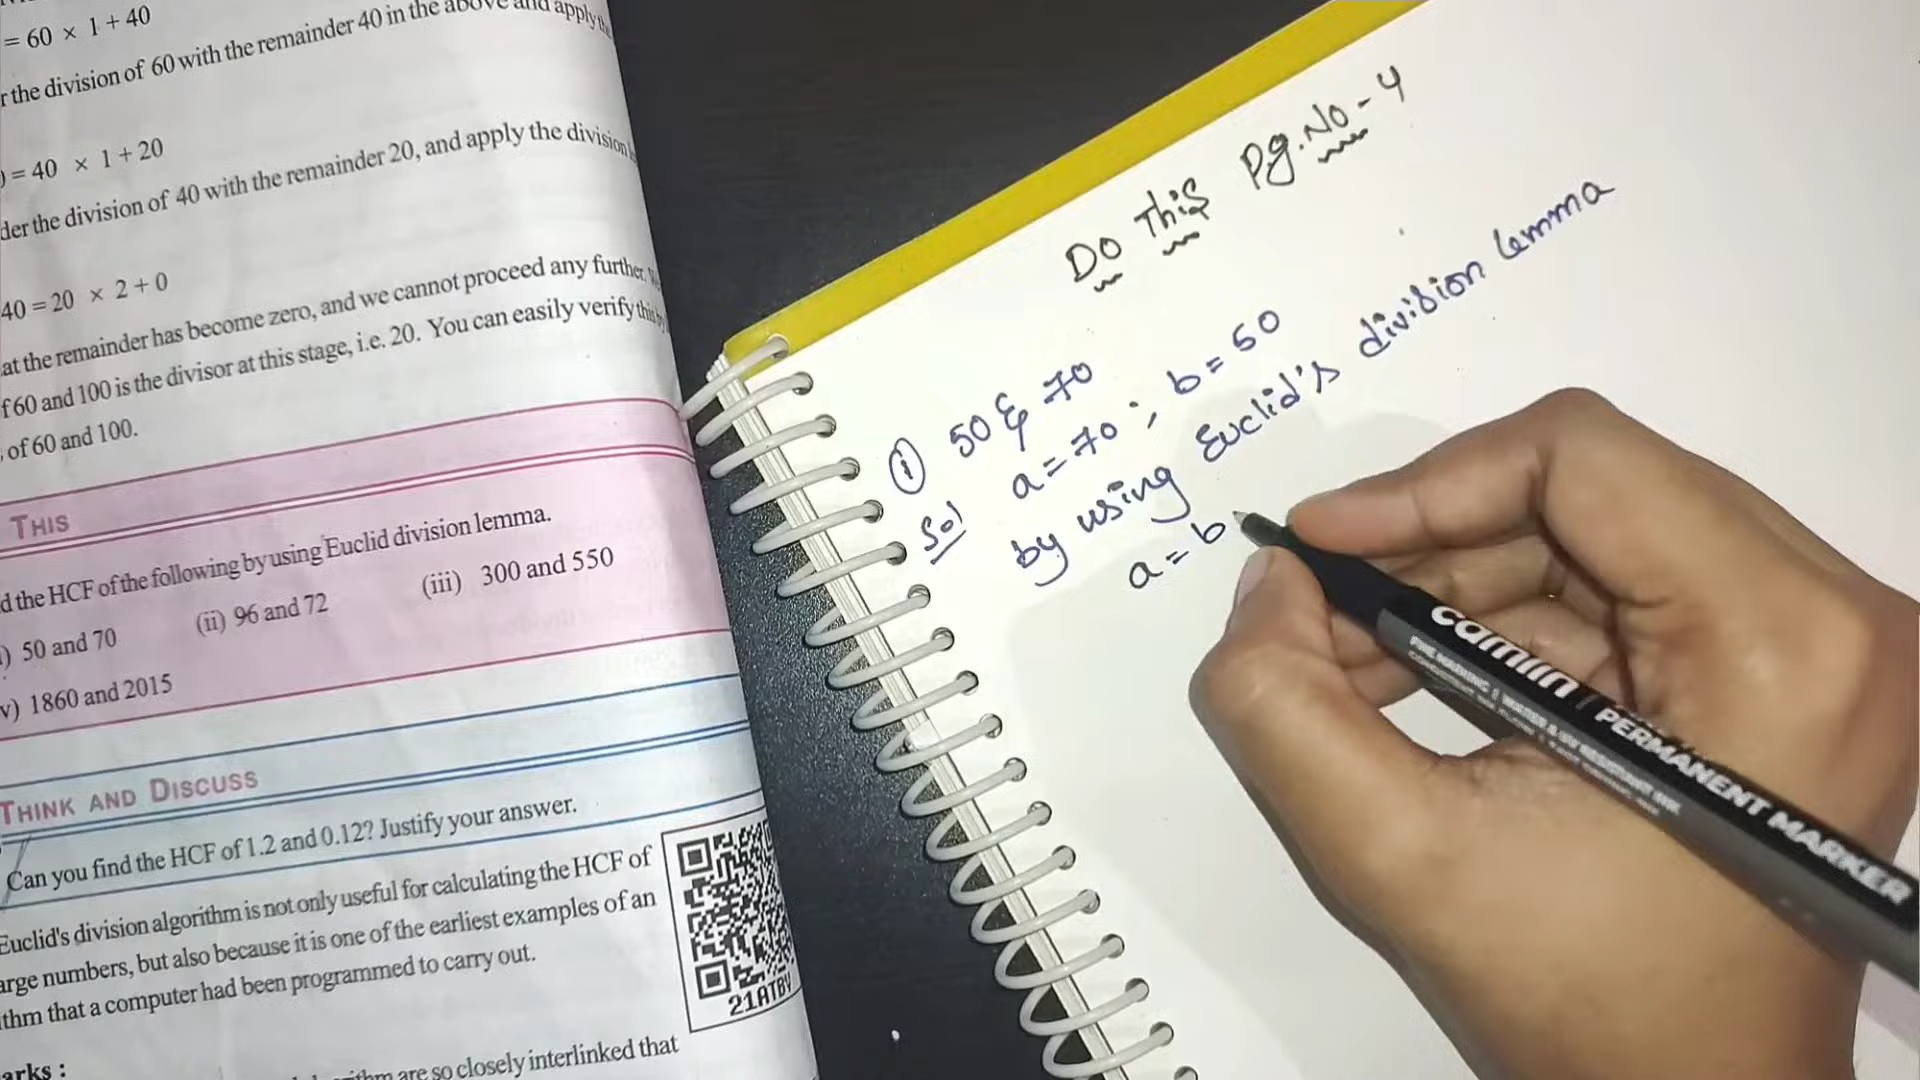 = 60 × 1 + 40
the division of 60 with the remainder 40 in the above and apply the
= 40 × 1 + 20
the division of 40 with the remainder 20, and apply the division
40 = 20 × 2 + 0
at the remainder has become zero, and we cannot proceed any further.
f 60 and 100 is the divisor at this stage, i.e. 20. You can easily verify this
of 60 and 100.
THIS
d the HCF of the following by using Euclid division lemma.
) 50 and 70 (ii) 96 and 72 (iii) 300 and 550
v) 1860 and 2015
THINK AND DISCUSS
Can you find the HCF of 1.2 and 0.12? Justify your answer.
Euclid's division algorithm is not only useful for calculating the HCF of
arge numbers, but also because it is one of the earliest examples of an
ithm that a computer had been programmed to carry out.
21ATBV
arks :
are so closely interlinked that
Do This Pg.No-4
(i) 50 & 70
Sol a = 70 ; b = 50
by using Euclid's division lemma
a = b
camlin PERMANENT MARKER